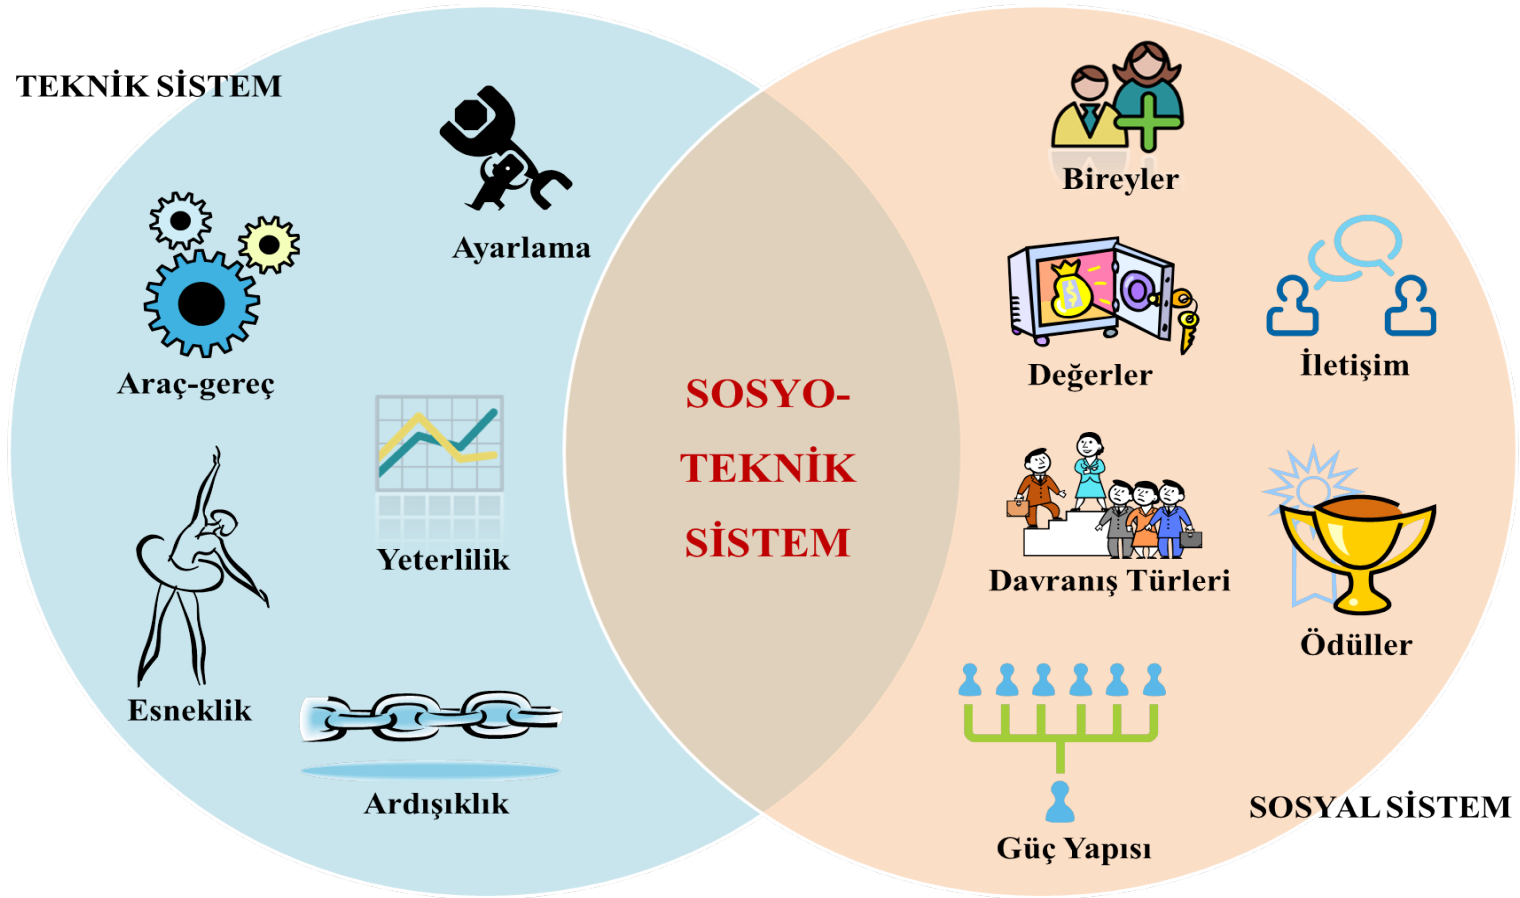 TEKNİK SİSTEM
Ayarlama
Araç-gereç
Yeterlilik
Esneklik
Ardışıklık
SOSYO-
TEKNİK
SİSTEM
Bireyler
Değerler
İletişim
Davranış Türleri
Ödüller
Güç Yapısı
SOSYAL SİSTEM